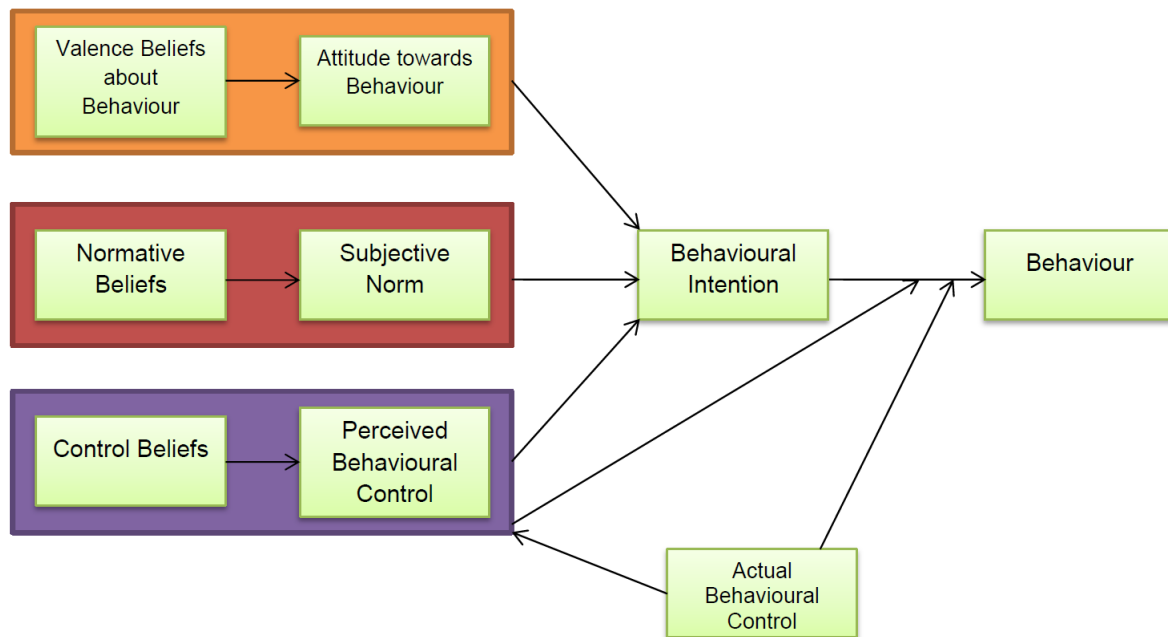 Valence Beliefs
about
Behaviour
Attitude towards
Behaviour
Normative
Beliefs
Subjective
Norm
Behavioural
Intention
Behaviour
Control Beliefs
Perceived
Behavioural
Control
Actual
Behavioural
Control